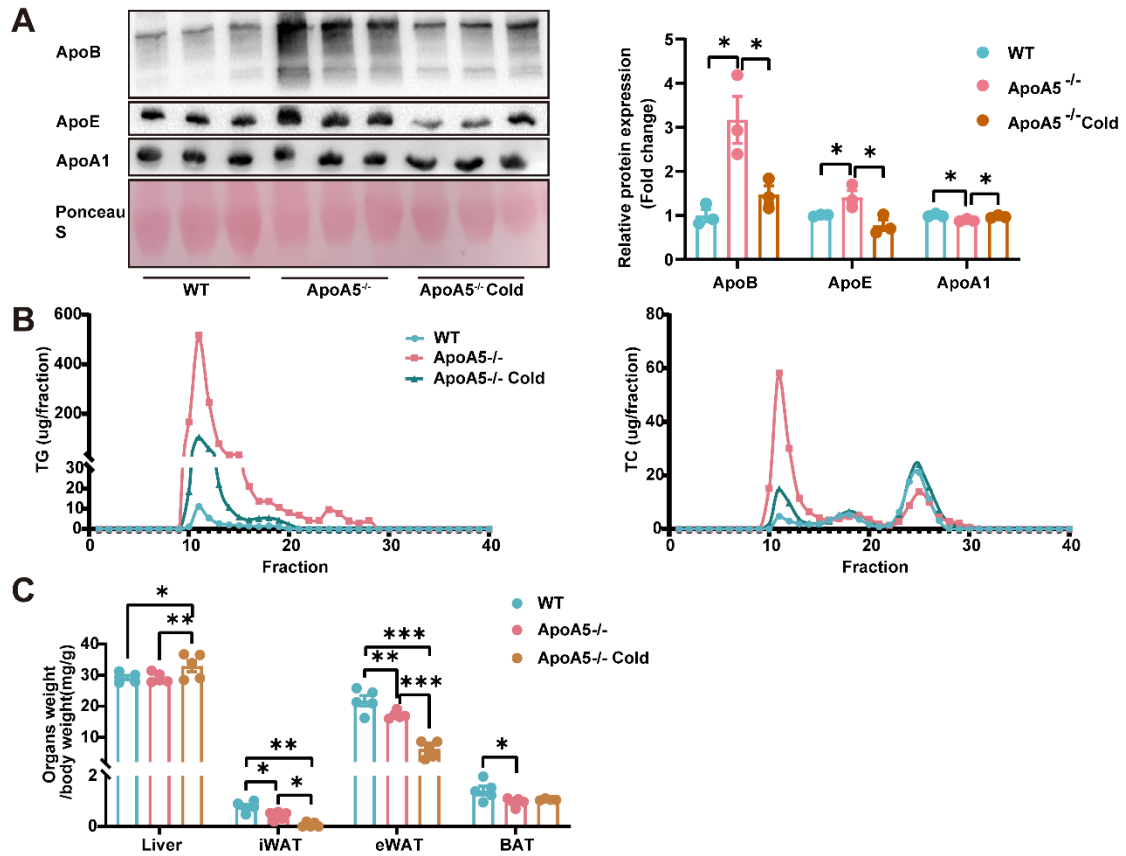 A
ApoB
ApoE
ApoA1
Ponceau
S
WT
ApoA5-/-
ApoA5-/- Cold
Relative protein expression
(Fold change)
5
4
3
2
1
0
* * * * * *
ApoB ApoE ApoA1
WT
ApoA5 -/-
ApoA5 -/- Cold
B
TG (ug/fraction)
600
400
200
30
20
10
0
0 10 20 30 40
Fraction
WT
ApoA5-/-
ApoA5-/- Cold
TC (ug/fraction)
80
60
40
20
0
0 10 20 30 40
Fraction
C
Organs weight
/body weight(mg/g)
40
30
20
10
2
0
*
**
**
* *
***
**
***
*
Liver iWAT eWAT BAT
WT
ApoA5-/-
ApoA5-/- Cold